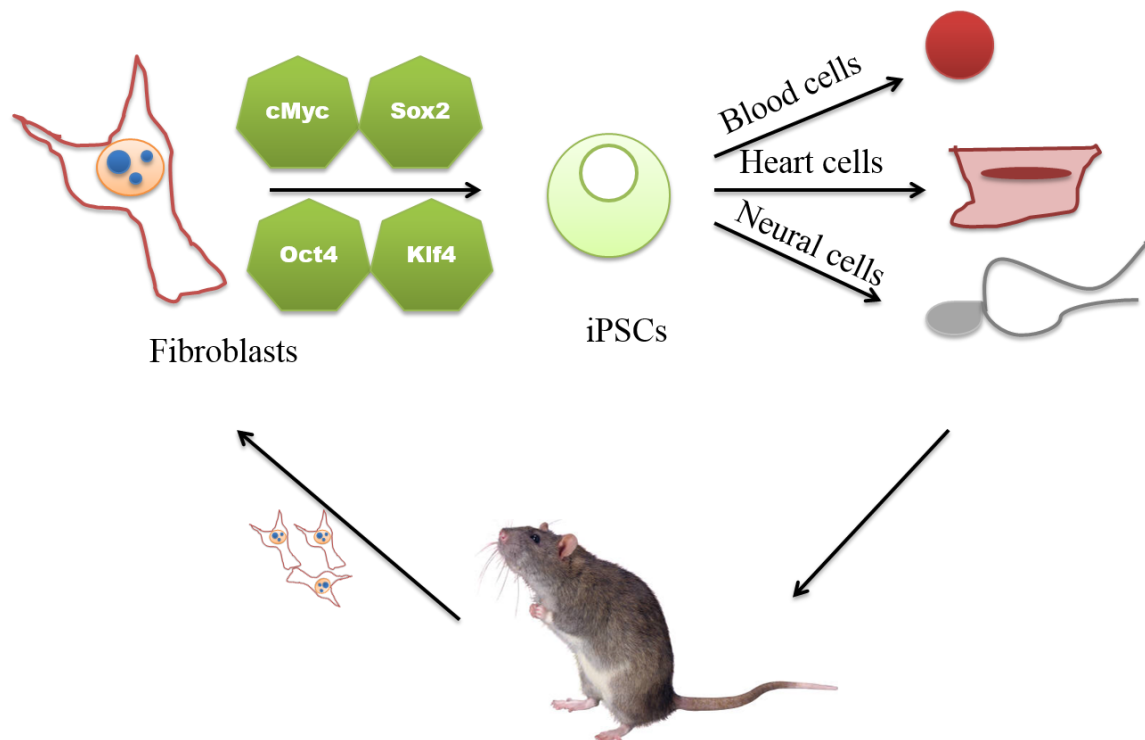 cMyc
Sox2
Oct4
Klf4
Fibroblasts
iPSCs
Blood cells
Heart cells
Neural cells